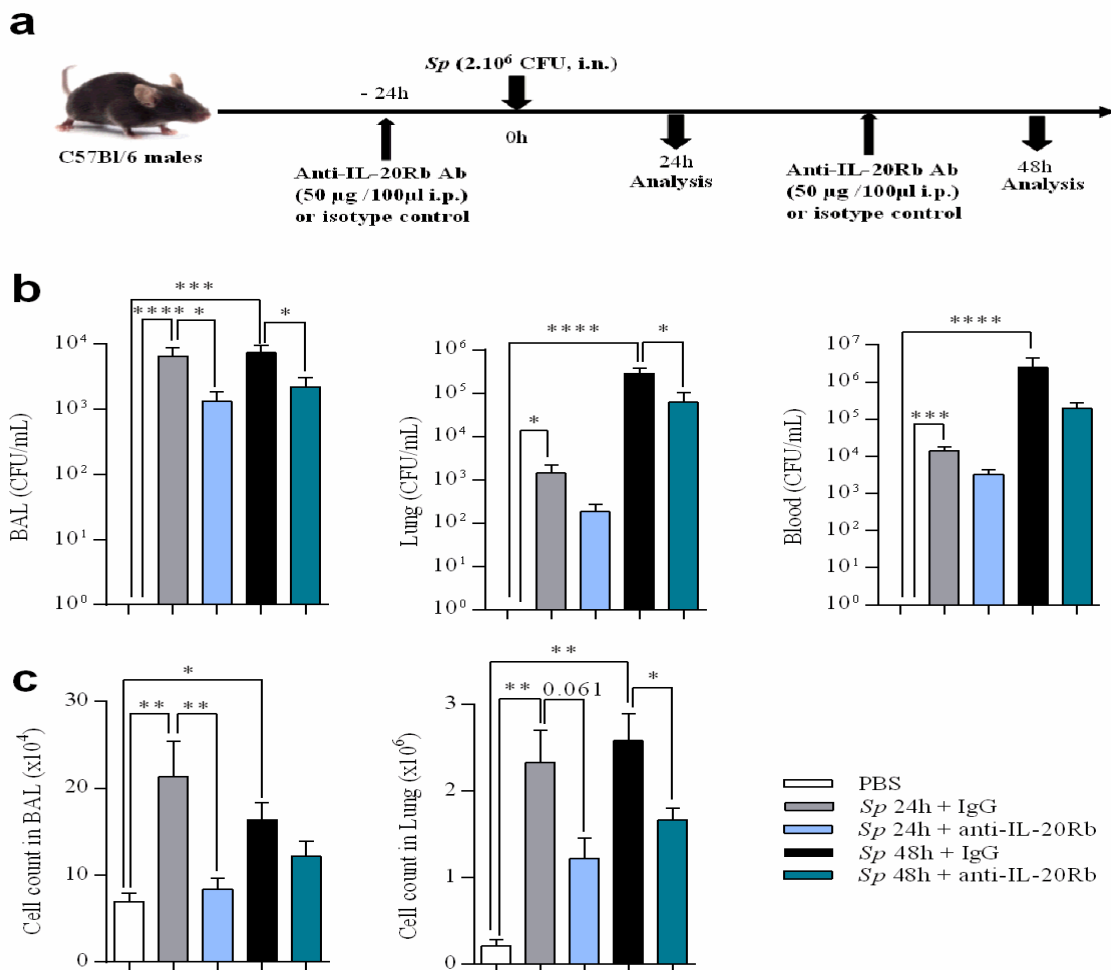 a
Sp (2.10⁶ CFU, i.n.)
- 24h
0h
C57Bl/6 males
Anti-IL-20Rb Ab
(50 µg /100µl i.p.)
or isotype control
24h
Analysis
Anti-IL-20Rb Ab
(50 µg /100µl i.p.)
or isotype control
48h
Analysis
b
***
**** *
*
BAL (CFU/mL)
10⁴
10³
10²
10¹
10⁰
****
*
*
Lung (CFU/mL)
10⁶
10⁵
10⁴
10³
10²
10¹
10⁰
****
***
Blood (CFU/mL)
10⁷
10⁶
10⁵
10⁴
10³
10²
10¹
10⁰
c
*
** **
Cell count in BAL (x10⁴)
30
20
10
0
**
** 0.061 *
Cell count in Lung (x10⁶)
3
2
1
0
PBS
Sp 24h + IgG
Sp 24h + anti-IL-20Rb
Sp 48h + IgG
Sp 48h + anti-IL-20Rb